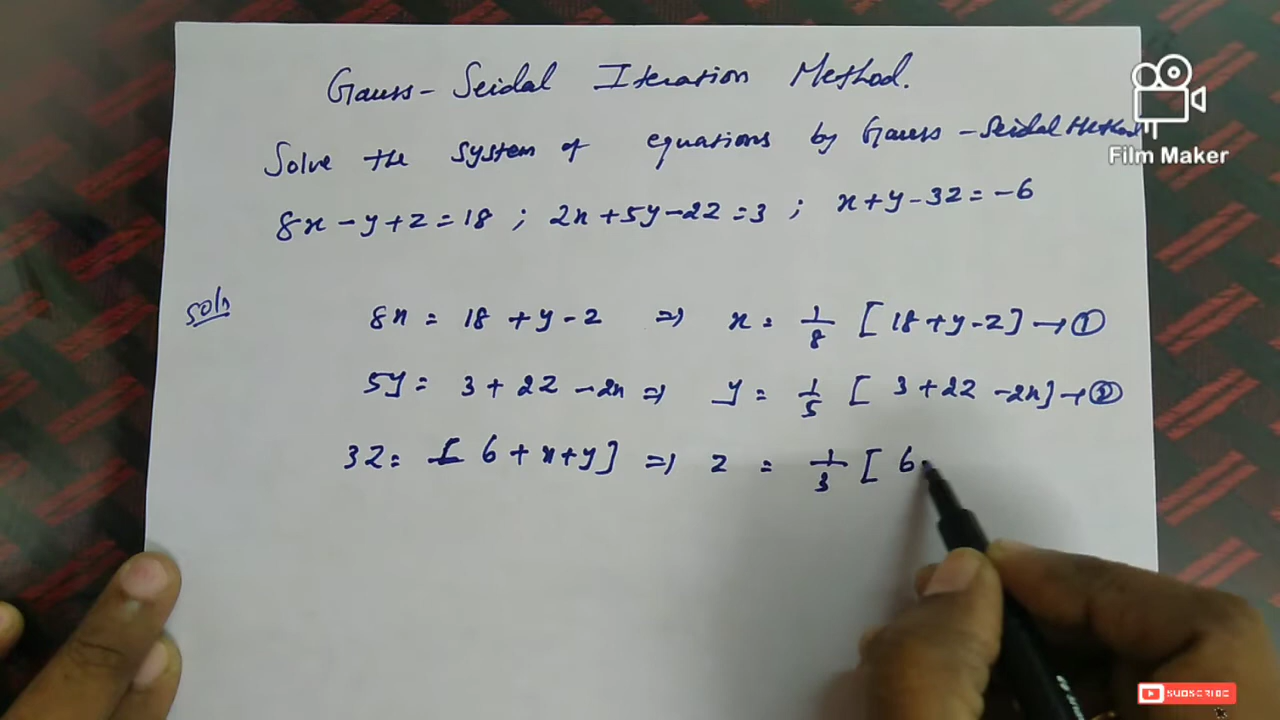 Gauss-Seidal Iteration Method.
Solve the system of equations by Gauss-Seidal Method
8x-y+z=18 ; 2x+5y-2z=3 ; x+y-3z=-6
Soln
8x = 18+y-z ⇒ x = 1/8 [18+y-z] → ①
5y = 3+2z-2x ⇒ y = 1/5 [3+2z-2x] → ②
3z = [6+x+y] ⇒ z = 1/3 [6
Film Maker
SUBSCRIBE